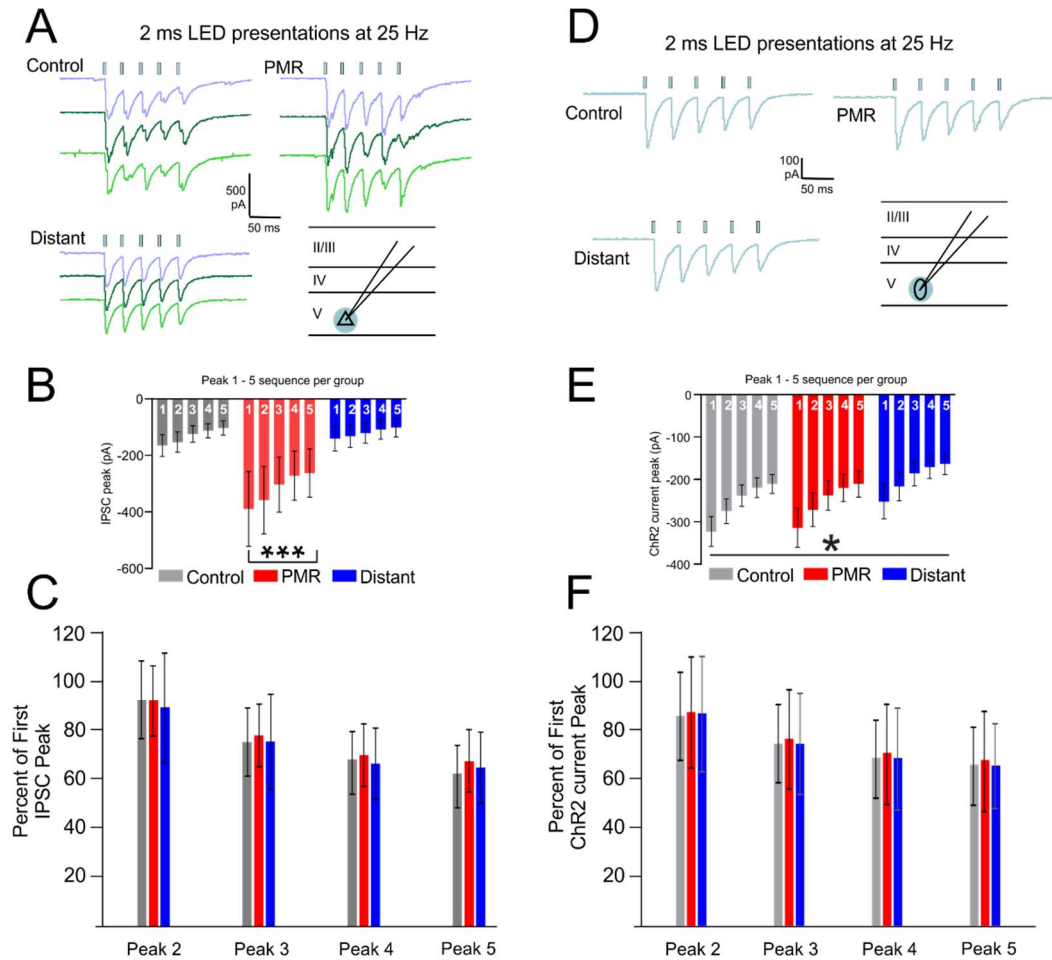 A
2 ms LED presentations at 25 Hz
Control
PMR
500
pA
50 ms
Distant
II/III
IV
V
B
Peak 1 - 5 sequence per group
0
-200
-400
-600
IPSC peak (pA)
1 2 3 4 5
1 2 3 4 5
1 2 3 4 5
***
Control PMR Distant
C
120
100
80
60
40
20
Percent of First
IPSC Peak
Peak 2 Peak 3 Peak 4 Peak 5
D
2 ms LED presentations at 25 Hz
Control
PMR
100
pA
50 ms
Distant
II/III
IV
V
E
Peak 1 - 5 sequence per group
0
-100
-200
-300
-400
ChR2 current peak (pA)
1 2 3 4 5
1 2 3 4 5
1 2 3 4 5
*
Control PMR Distant
F
120
100
80
60
40
20
Percent of First
ChR2 current Peak
Peak 2 Peak 3 Peak 4 Peak 5